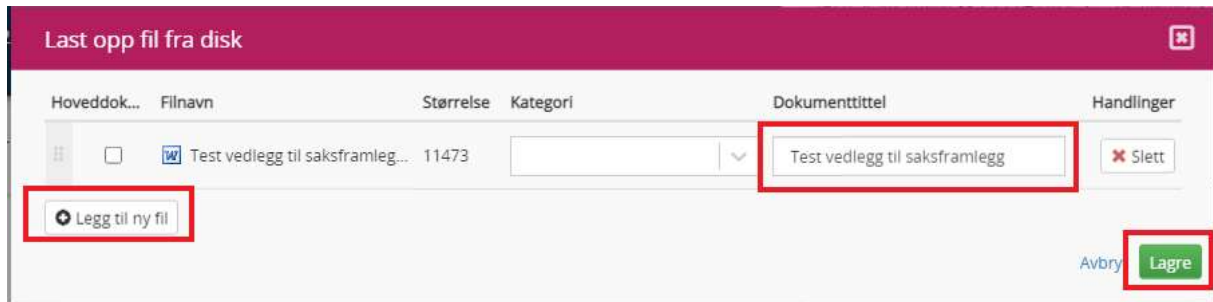 Last opp fil fra disk
Hoveddok... Filnavn Størrelse Kategori Dokumenttittel Handlinger
Test vedlegg til saksframleg... 11473 Test vedlegg til saksframlegg Slett
Legg til ny fil
Avbry Lagre